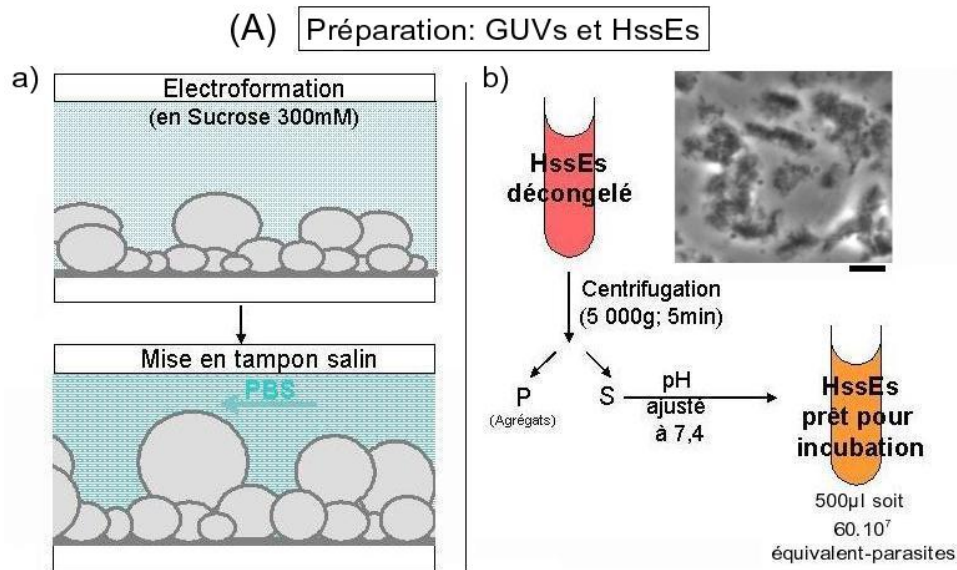 (A) Préparation: GUVs et HssEs
a)
Electroformation
(en Sucrose 300mM)
Mise en tampon salin
PBS
b)
HssEs
décongelé
Centrifugation
(5 000g; 5min)
P
(Agrégats)
S
pH
ajusté
à 7,4
HssEs
prêt pour
incubation
500µl soit
60.10⁷
équivalent-parasites